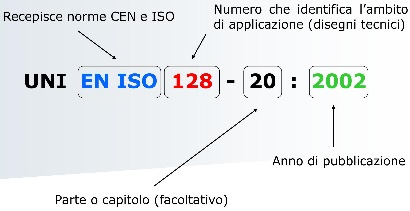 Recepisce norme CEN e ISO
Numero che identifica l'ambito
di applicazione (disegni tecnici)
UNI EN ISO 128 - 20 : 2002
Anno di pubblicazione
Parte o capitolo (facoltativo)